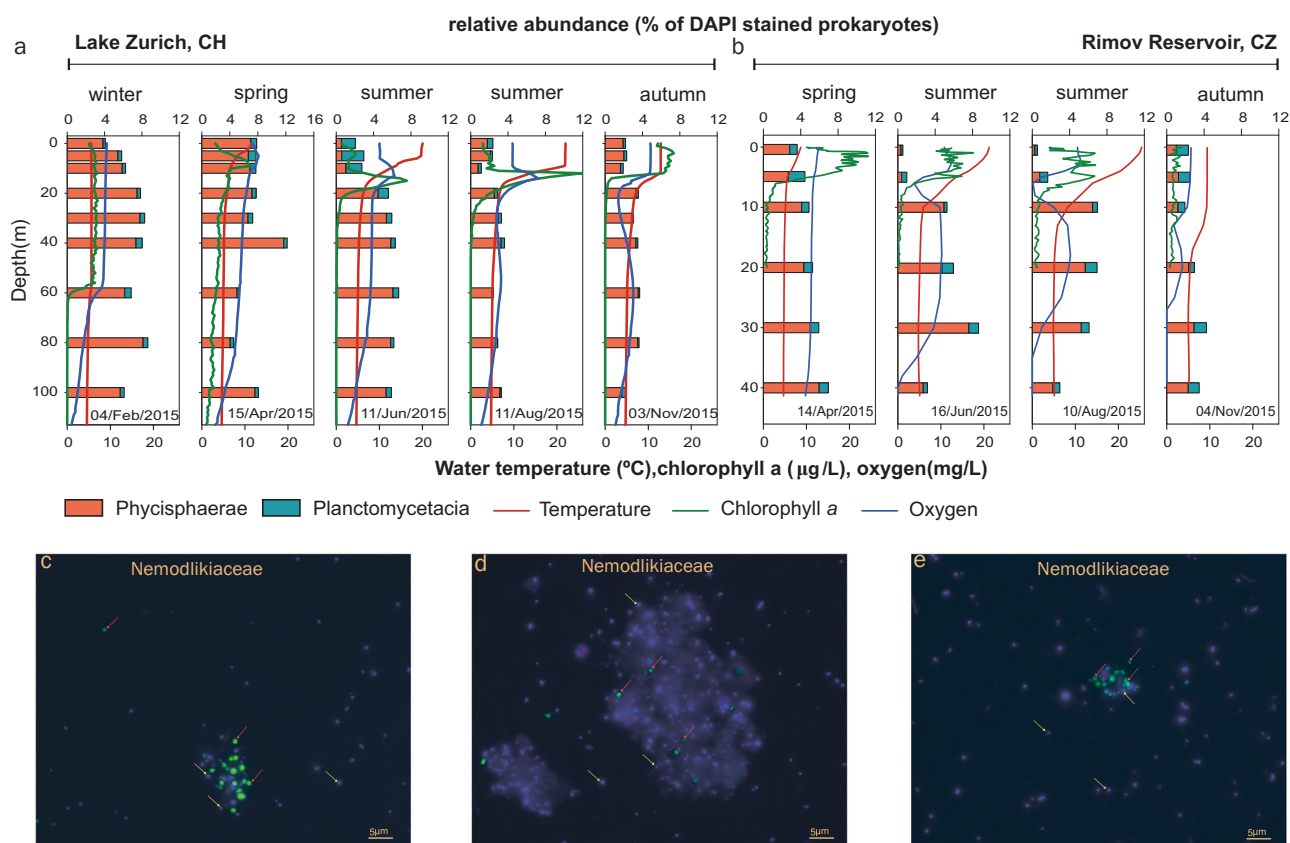 relative abundance (% of DAPI stained prokaryotes)
a
Lake Zurich, CH
b
Rimov Reservoir, CZ
winter spring summer summer autumn spring summer summer autumn
0 4 8 12 0 4 8 12 16 0 4 8 12 0 4 8 12 0 4 8 12 0 4 8 12 0 4 8 12 0 4 8 12 0 4 8 12
Depth(m)
0
20
40
60
80
100
0
10
20
30
40
04/Feb/2015 15/Apr/2015 11/Jun/2015 11/Aug/2015 03/Nov/2015 14/Apr/2015 16/Jun/2015 10/Aug/2015 04/Nov/2015
0 10 20 0 10 20 0 10 20 0 10 20 0 10 20 0 10 20 0 10 20 0 10 20 0 10 20
Water temperature (ºC),chlorophyll a (µg/L), oxygen(mg/L)
Phycisphaerae Planctomycetacia Temperature Chlorophyll a Oxygen
c
Nemodlikiaceae
5µm
d
Nemodlikiaceae
5µm
e
Nemodlikiaceae
5µm